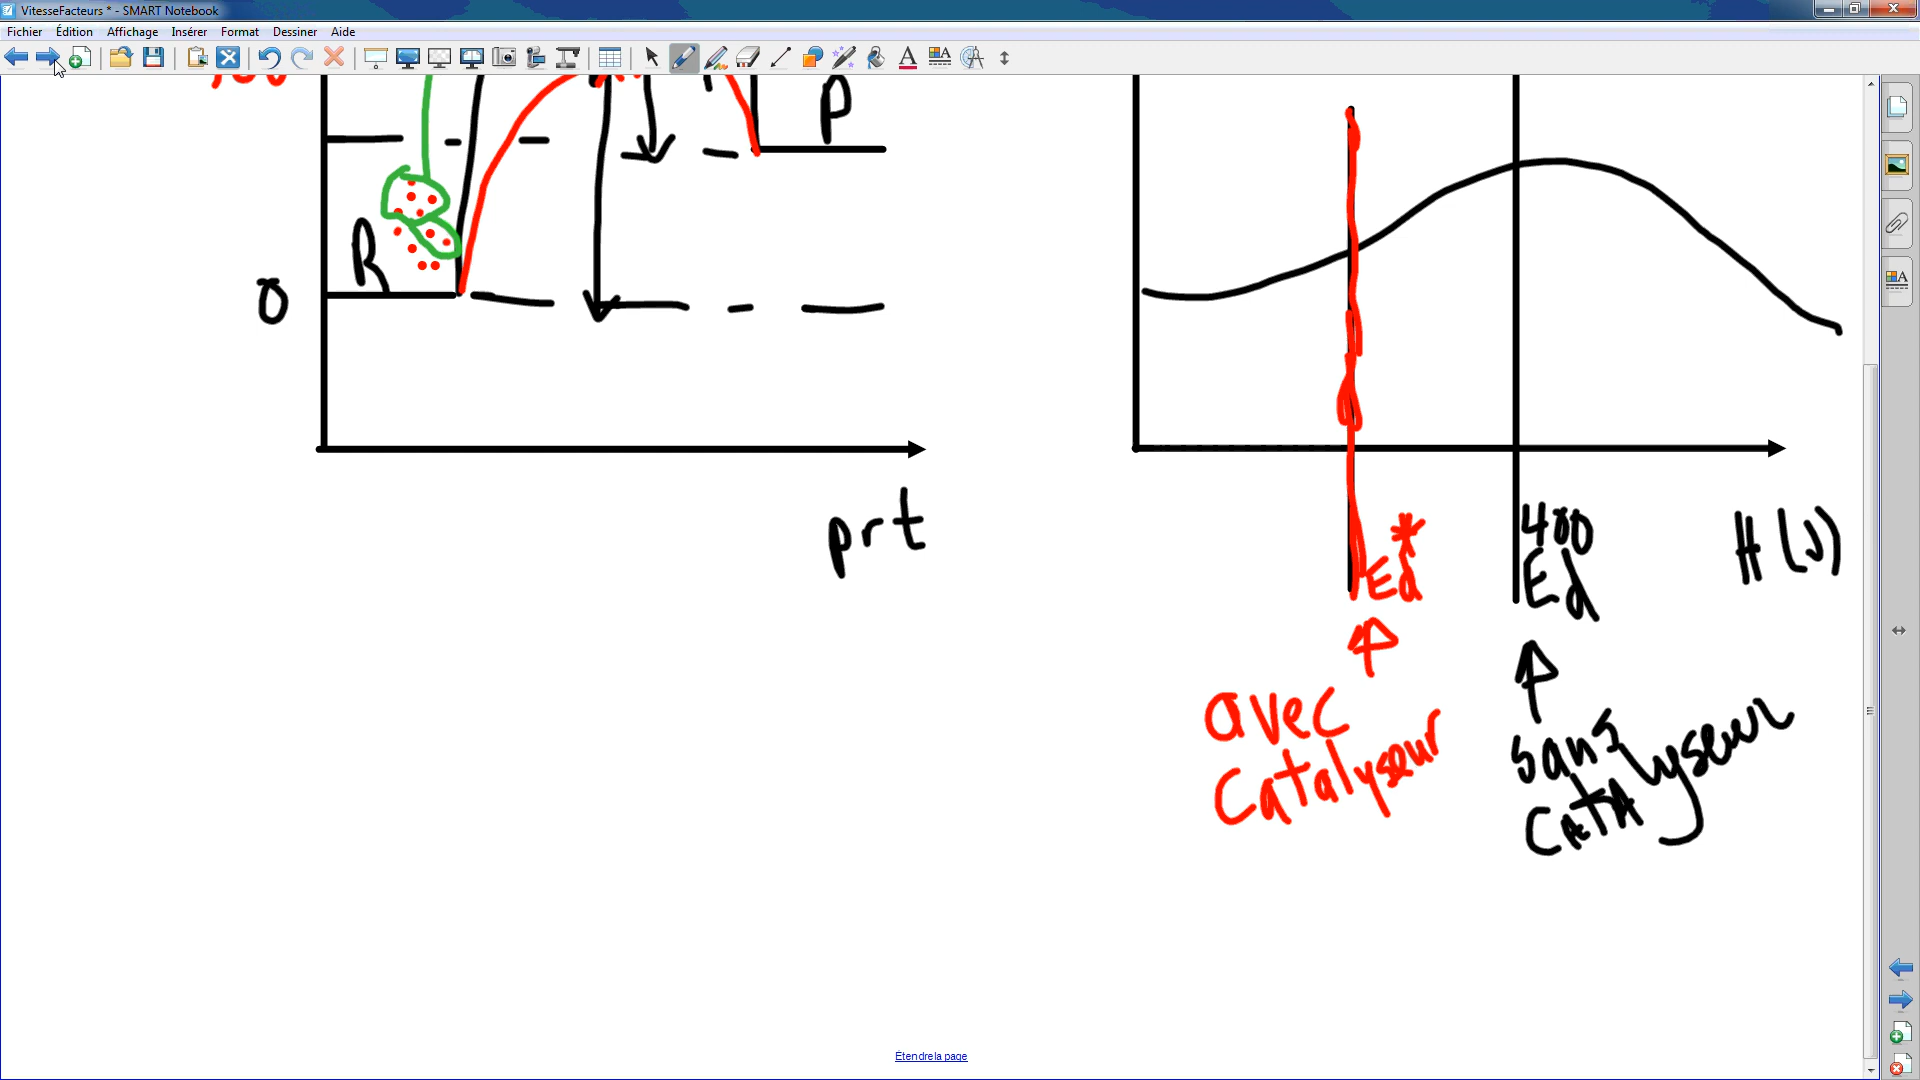 VitesseFacteurs * - SMART Notebook
Fichier Édition Affichage Insérer Format Dessiner Aide
P
R
0
prt
400
Ed*
Ed
H (J)
avec
catalyseur
sans
catalyseur
Étendre la page